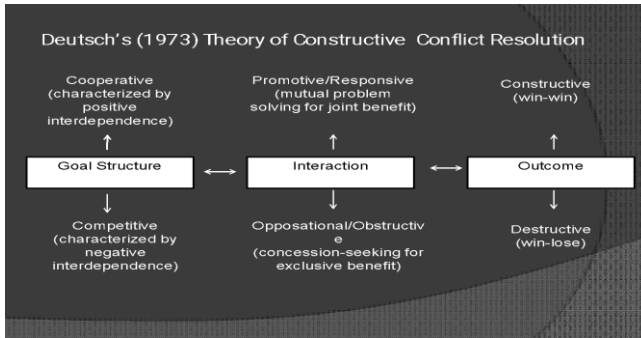 Deutsch's (1973) Theory of Constructive Conflict Resolution
Cooperative
(characterized by
positive
interdependence)
Promotive/Responsive
(mutual problem
solving for joint benefit)
Constructive
(win-win)
Goal Structure
Interaction
Outcome
Competitive
(characterized by
negative
interdependence)
Opposational/Obstructiv
e
(concession-seeking for
exclusive benefit)
Destructive
(win-lose)